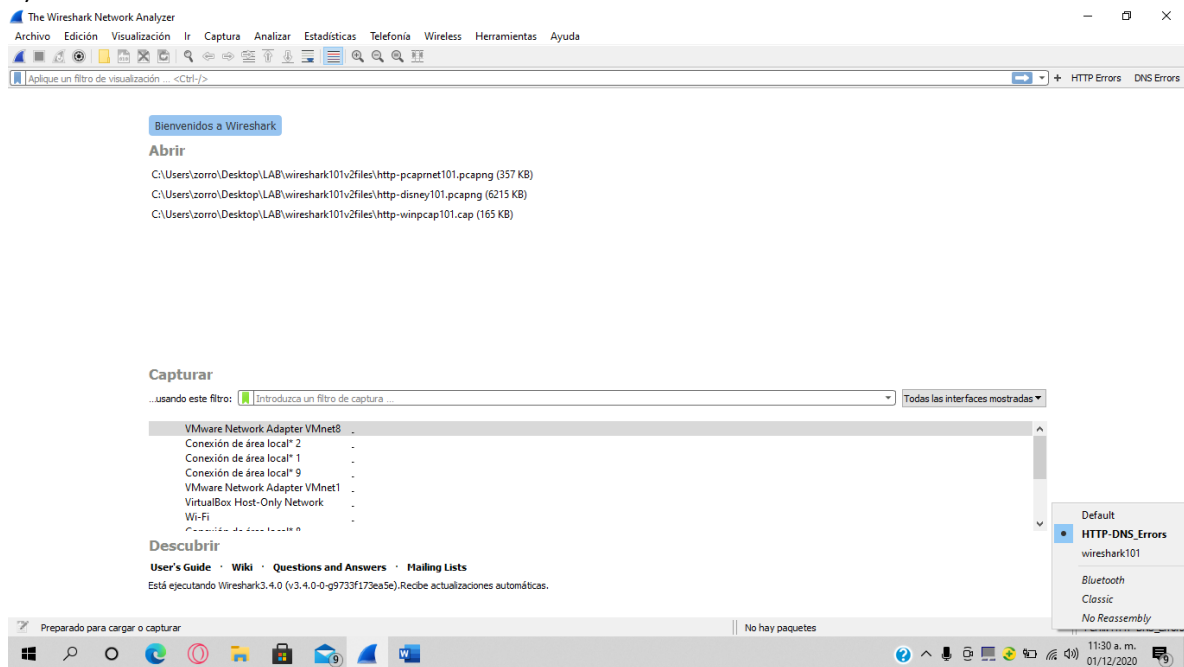 The Wireshark Network Analyzer
Archivo Edición Visualización Ir Captura Analizar Estadísticas Telefonía Wireless Herramientas Ayuda
Aplique un filtro de visualización ... <Ctrl-/>
+ HTTP Errors DNS Errors
Bienvenidos a Wireshark
Abrir
C:\Users\zorro\Desktop\LAB\wireshark101v2files\http-pcaprnet101.pcapng (357 KB)
C:\Users\zorro\Desktop\LAB\wireshark101v2files\http-disney101.pcapng (6215 KB)
C:\Users\zorro\Desktop\LAB\wireshark101v2files\http-winpcap101.cap (165 KB)
Capturar
...usando este filtro: Introduzca un filtro de captura ... Todas las interfaces mostradas
VMware Network Adapter VMnet8
Conexión de área local* 2
Conexión de área local* 1
Conexión de área local* 9
VMware Network Adapter VMnet1
VirtualBox Host-Only Network
Wi-Fi
Conexión de área local* 8
Default
HTTP-DNS_Errors
wireshark101
Bluetooth
Classic
No Reassembly
Descubrir
User's Guide · Wiki · Questions and Answers · Mailing Lists
Está ejecutando Wireshark3.4.0 (v3.4.0-0-g9733f173ea5e).Recibe actualizaciones automáticas.
Preparado para cargar o capturar
No hay paquetes
9
11:30 a. m.
01/12/2020
9